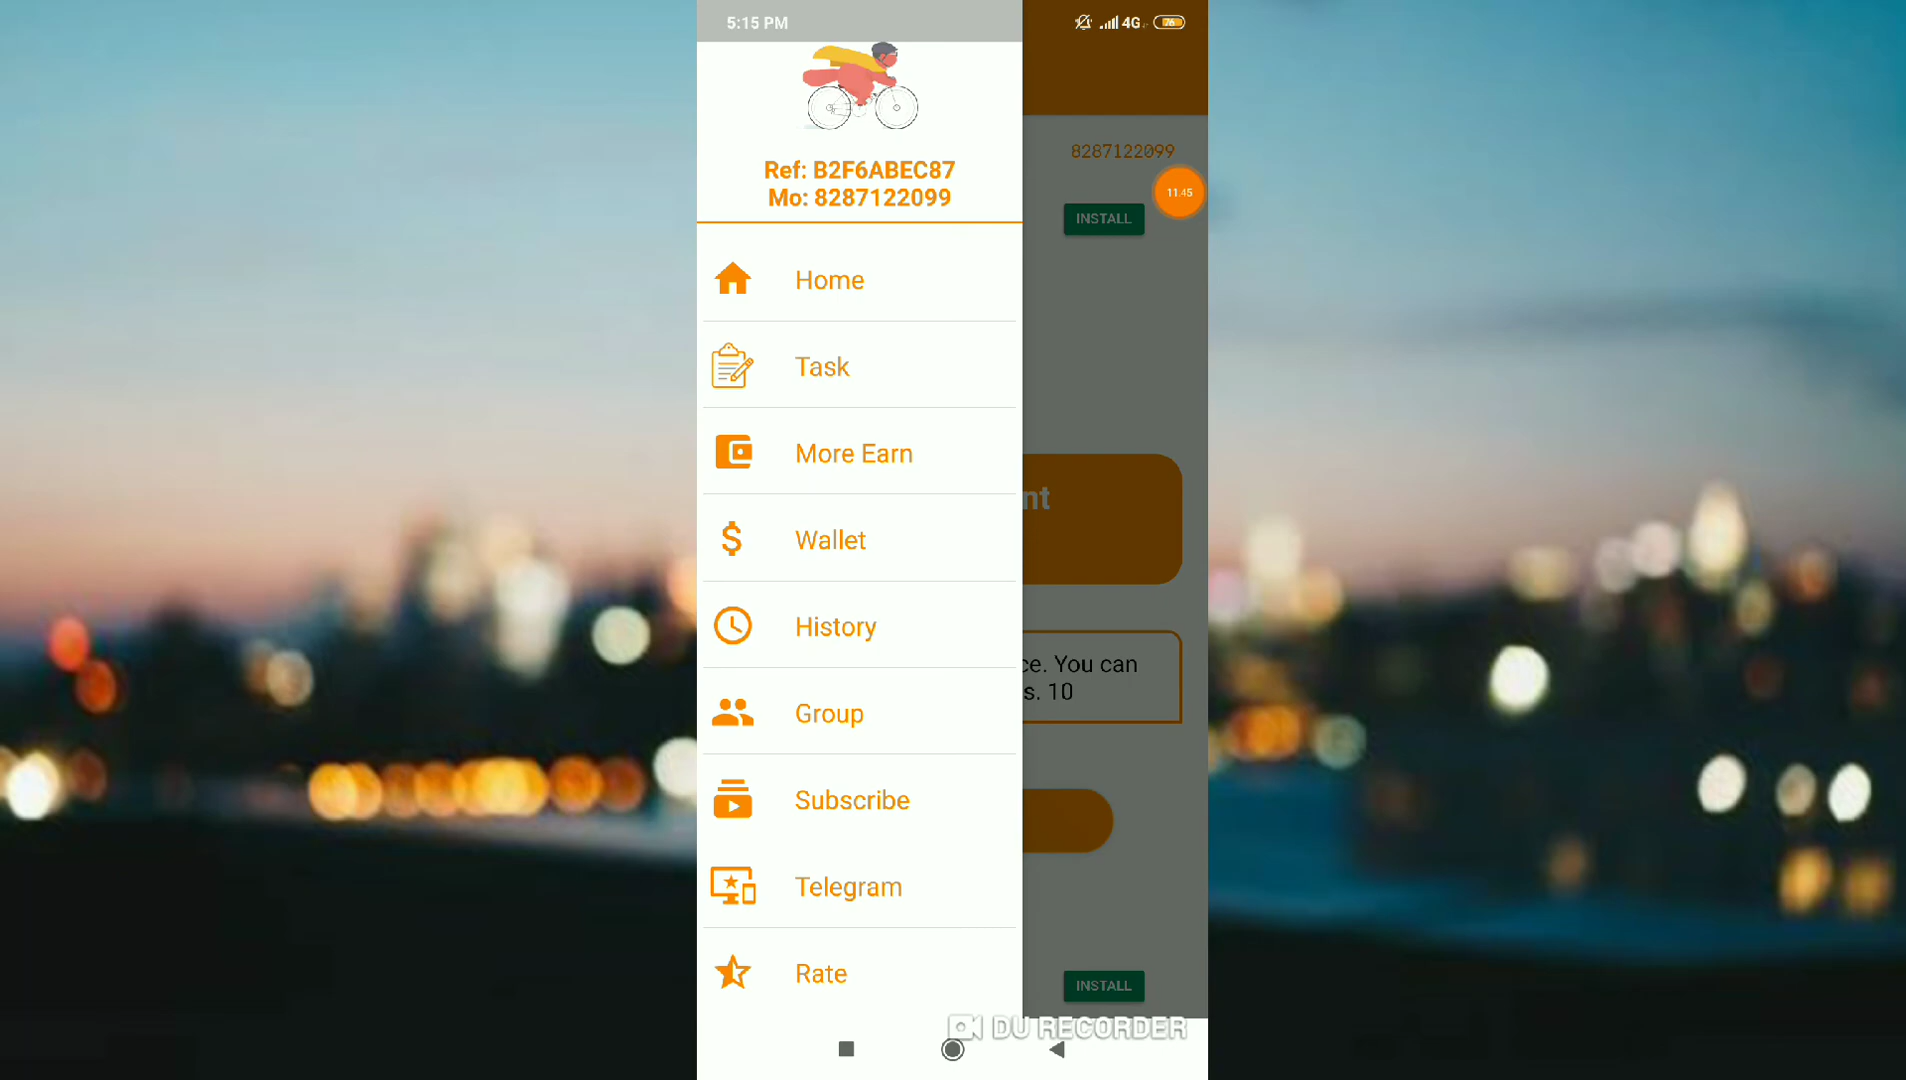 5:15 PM
4G
76
Ref: B2F6ABEC87
Mo: 8287122099
8287122099
11:45
INSTALL
Home
Task
More Earn
Wallet
nt
History
ce. You can
s. 10
Group
Subscribe
Telegram
Rate
INSTALL
DU RECORDER